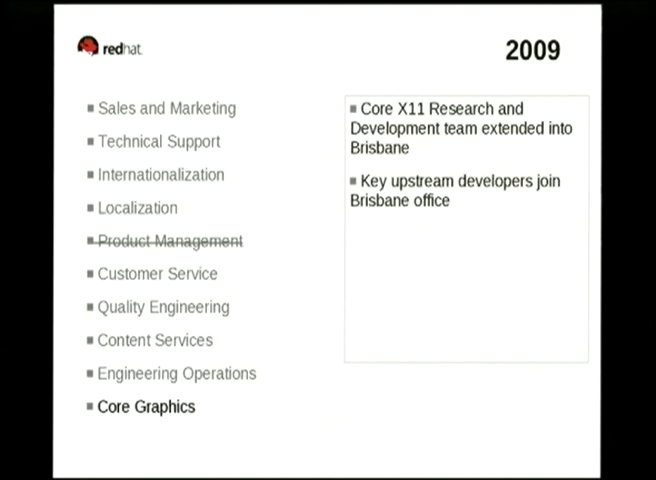 redhat
2009
Sales and Marketing
Technical Support
Internationalization
Localization
Product Management
Customer Service
Quality Engineering
Content Services
Engineering Operations
Core Graphics
Core X11 Research and
Development team extended into
Brisbane
Key upstream developers join
Brisbane office